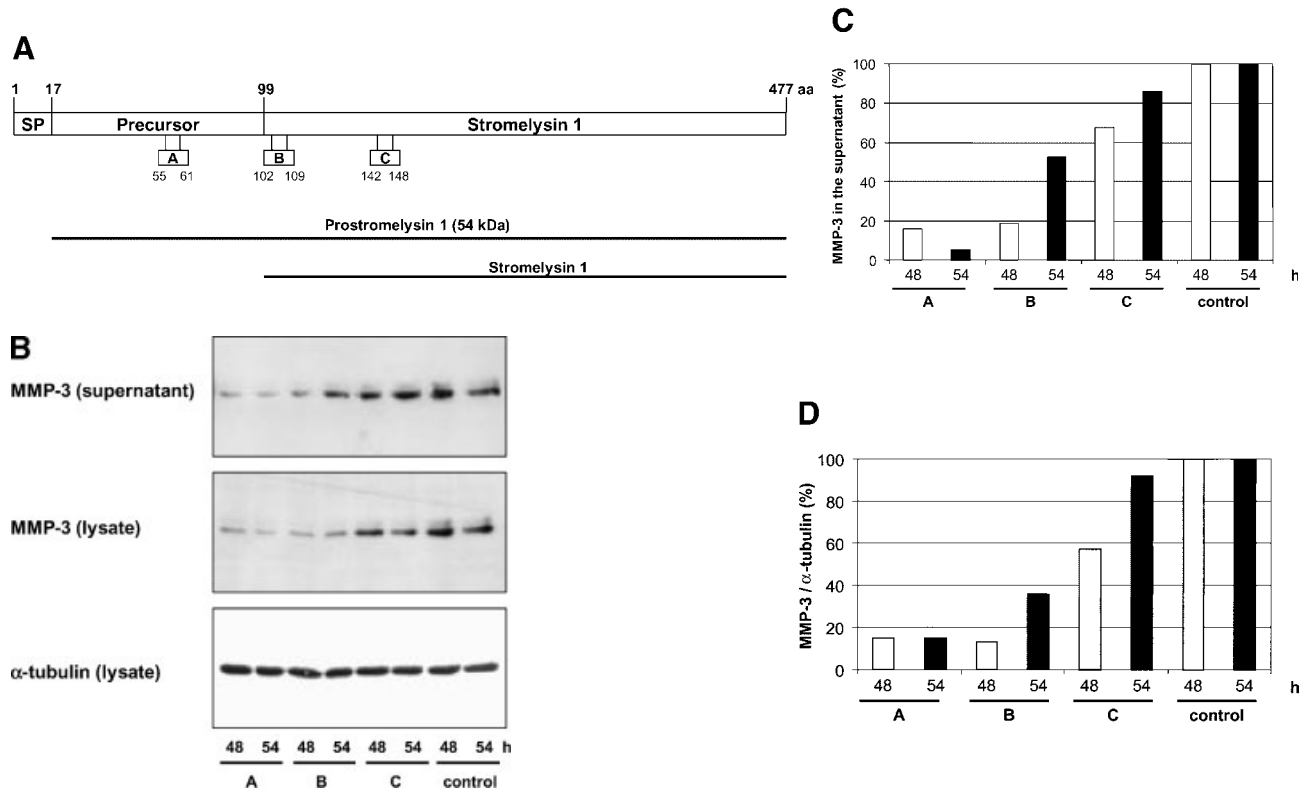 A
1 17 99 477 aa
SP Precursor Stromelysin 1
A B C
55 61 102 109 142 148
Prostromelysin 1 (54 kDa)
Stromelysin 1
B
MMP-3 (supernatant)
MMP-3 (lysate)
α-tubulin (lysate)
48 54 48 54 48 54 48 54 h
A B C control
C
MMP-3 in the supernatant (%)
100
80
60
40
20
0
48 54 48 54 48 54 48 54 h
A B C control
D
MMP-3 / α-tubulin (%)
100
80
60
40
20
0
48 54 48 54 48 54 48 54 h
A B C control